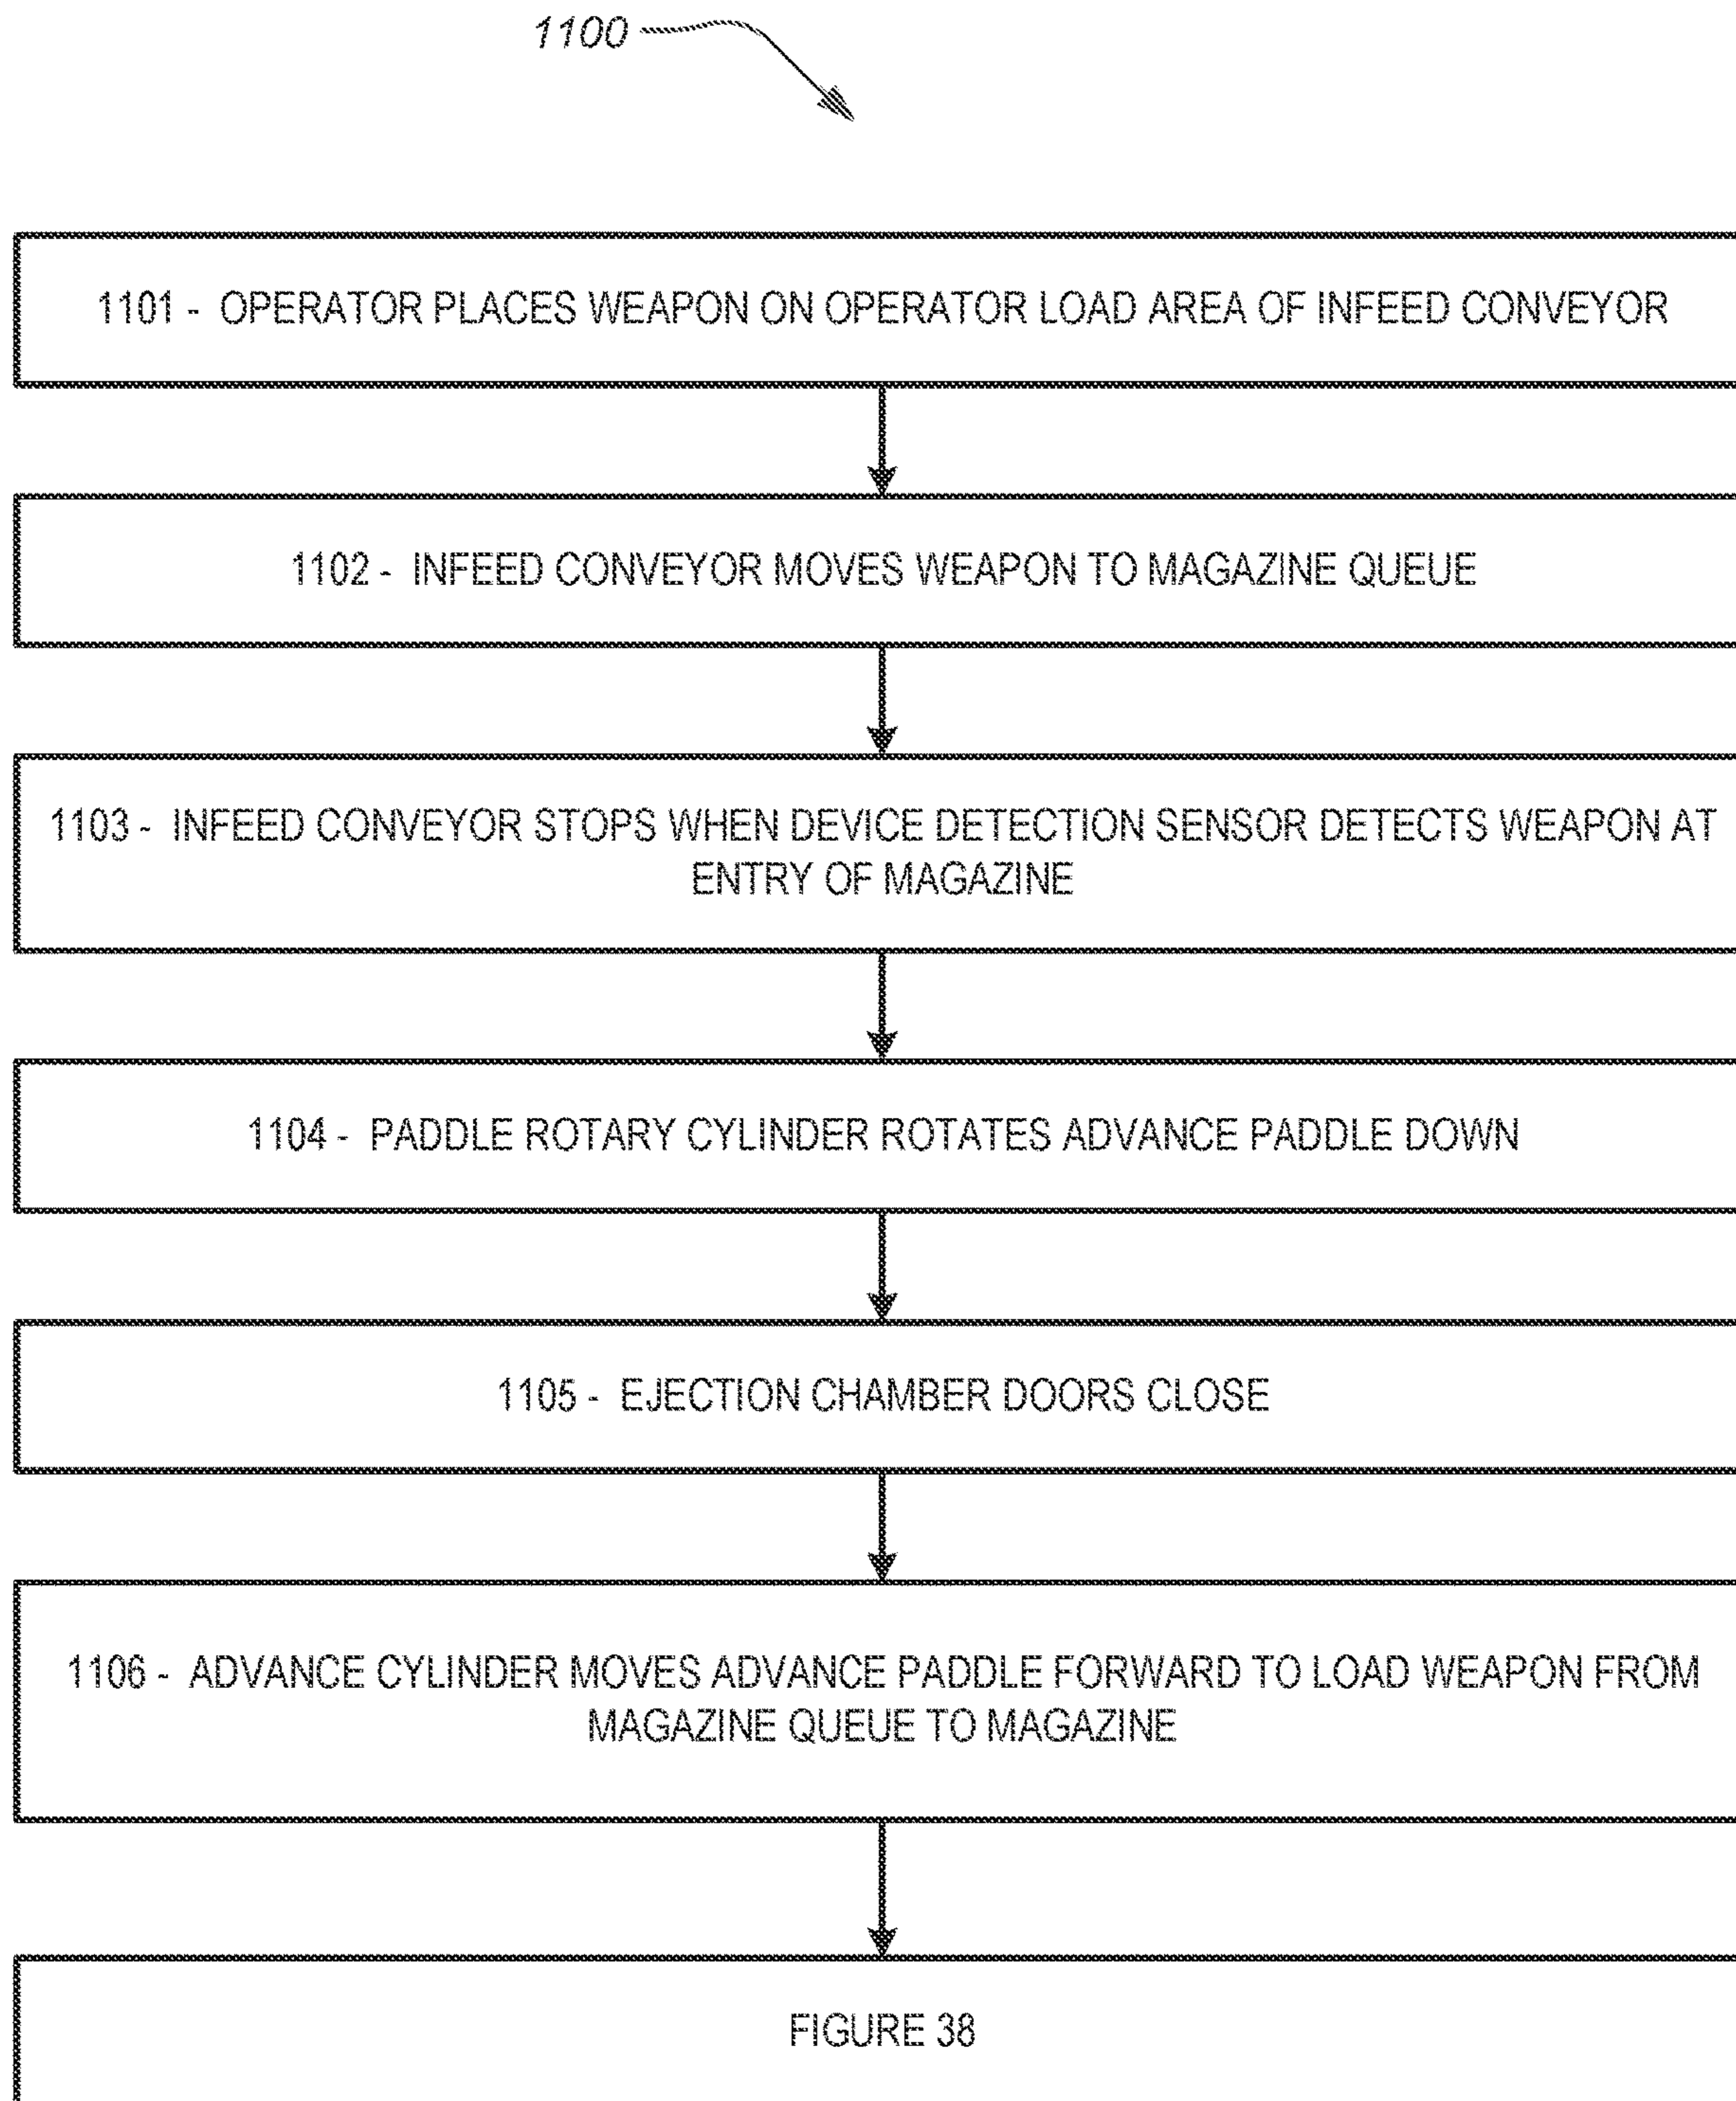 1100
1101 - OPERATOR PLACES WEAPON ON OPERATOR LOAD AREA OF INFEED CONVEYOR
1102 - INFEED CONVEYOR MOVES WEAPON TO MAGAZINE QUEUE
1103 - INFEED CONVEYOR STOPS WHEN DEVICE DETECTION SENSOR DETECTS WEAPON AT
ENTRY OF MAGAZINE
1104 - PADDLE ROTARY CYLINDER ROTATES ADVANCE PADDLE DOWN
1105 - EJECTION CHAMBER DOORS CLOSE
1106 - ADVANCE CYLINDER MOVES ADVANCE PADDLE FORWARD TO LOAD WEAPON FROM
MAGAZINE QUEUE TO MAGAZINE
FIGURE 38